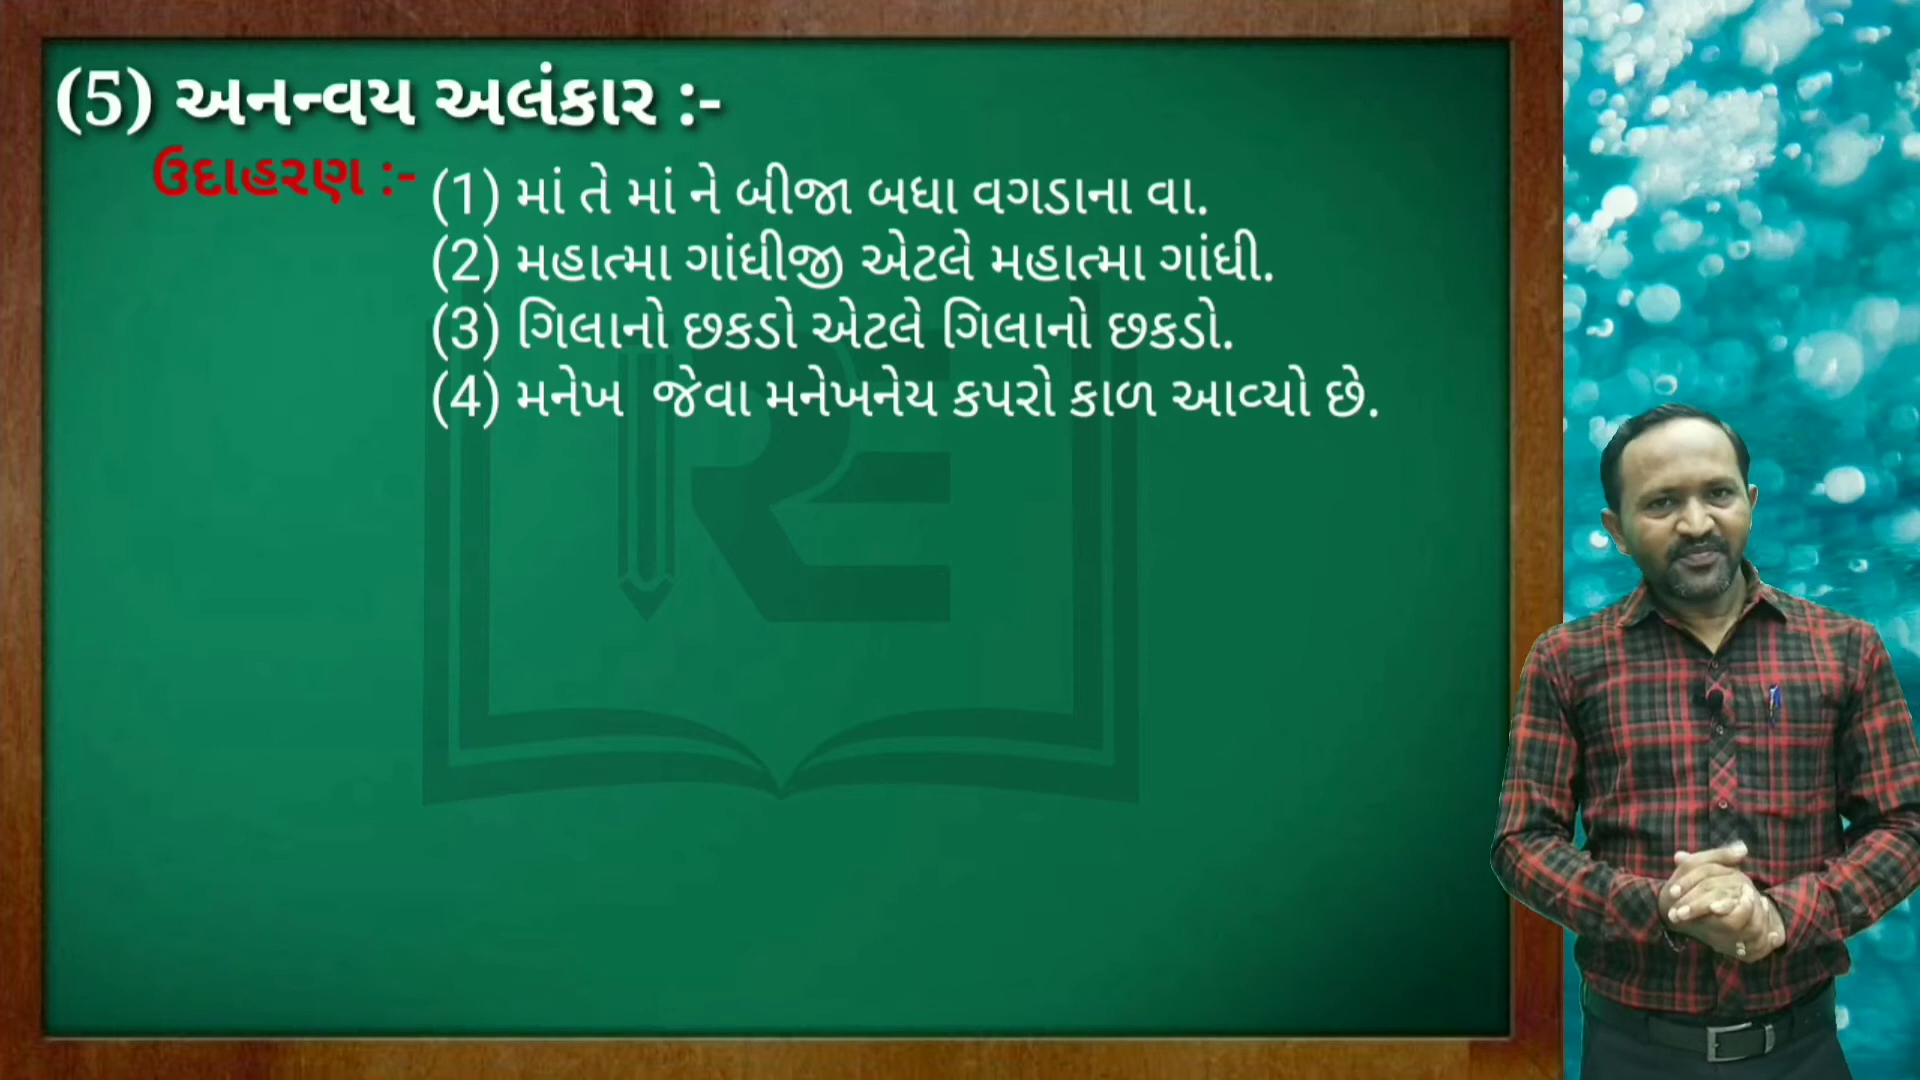 (5) અનન્વય અલંકાર :-
ઉદાહરણ :- (1) માં તે માં ને બીજા બધા વગડાના વા.
(2) મહાત્મા ગાંધીજી એટલે મહાત્મા ગાંધી.
(3) ગિલાનો છકડો એટલે ગિલાનો છકડો.
(4) મનેખ જેવા મનેખનેય કપરો કાળ આવ્યો છે.